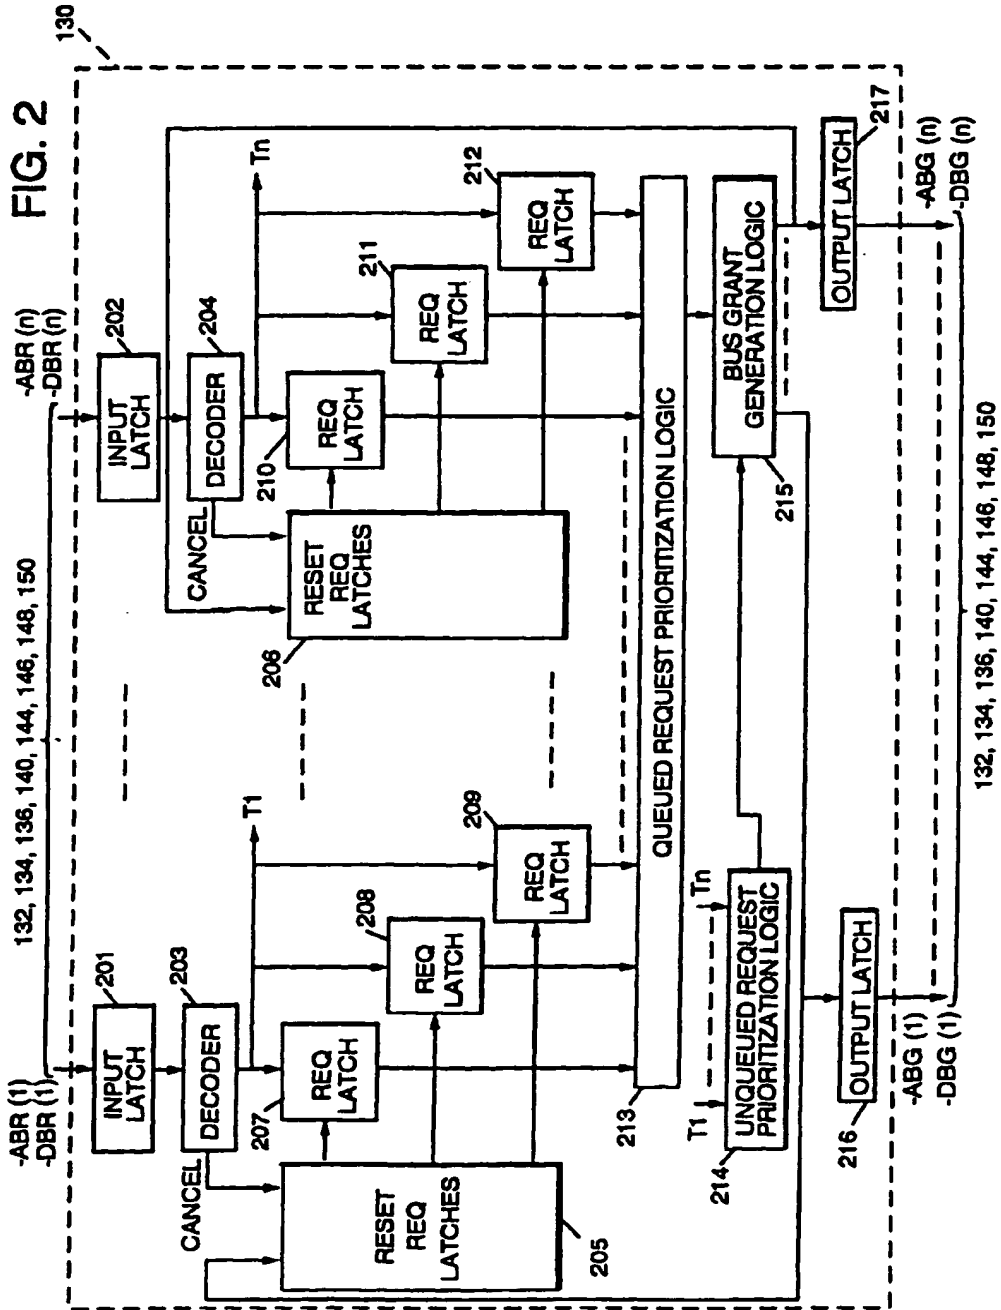 FIG. 2
130
132, 134, 136, 140, 144, 146, 148, 150
-ABR (1)
-DBR (1)
-ABR (n)
-DBR (n)
201
INPUT
LATCH
202
INPUT
LATCH
203
DECODER
204
DECODER
CANCEL
CANCEL
T1
Tn
207
REQ
LATCH
208
REQ
LATCH
209
REQ
LATCH
210
REQ
LATCH
211
REQ
LATCH
212
REQ
LATCH
RESET
REQ
LATCHES
205
RESET
REQ
LATCHES
206
213
QUEUED REQUEST PRIORITIZATION LOGIC
T1
Tn
214
UNQUEUED REQUEST
PRIORITIZATION LOGIC
BUS GRANT
GENERATION LOGIC
215
216
OUTPUT LATCH
OUTPUT LATCH
217
-ABG (1)
-DBG (1)
-ABG (n)
-DBG (n)
132, 134, 136, 140, 144, 146, 148, 150